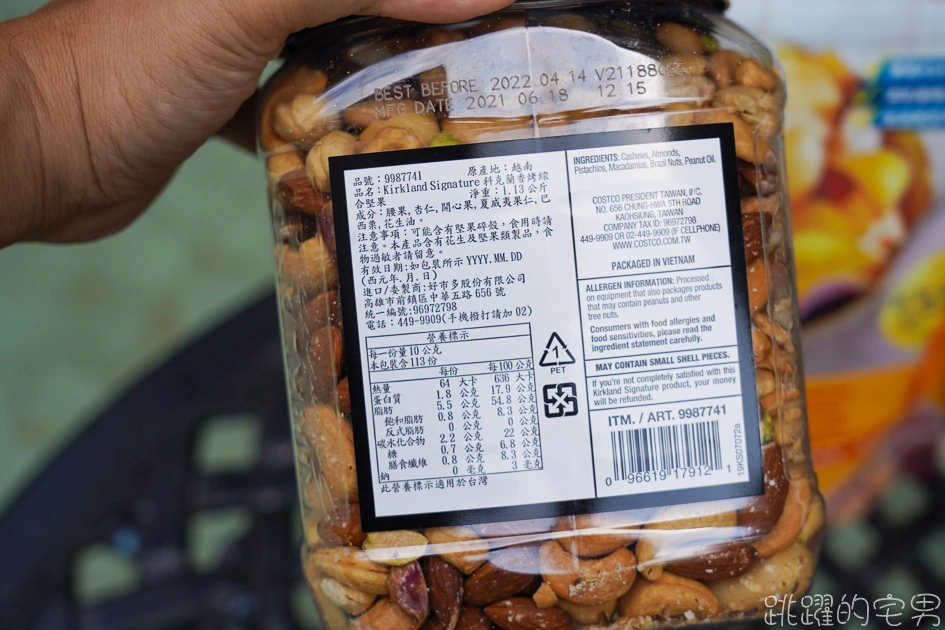 BEST BEFORE 2022.04.14 V21188
MFG DATE 2021 06 18 12 15
品號：9987741 原產地：越南
品名：Kirkland Signature 科克蘭香烤綜
合堅果 淨重：1.13 公斤
成分：腰果,杏仁,開心果,夏威夷果仁,巴
西栗,花生油。
注意事項：可能含有堅果碎殼，食用時請
注意。本產品含有花生及堅果類製品，食
物過敏者請留意。
有效日期：如包裝所示 YYYY.MM.DD
(西元年.月.日)
進口/委製商：好市多股份有限公司
高雄市前鎮區中華五路 656 號
統一編號：96972798
電話：449-9909(手機撥打請加 02)
營養標示
每一份量 10 公克
本包裝含 113 份
每份 每 100 公克
熱量 64 大卡 636 大卡
蛋白質 1.8 公克 17.9 公克
脂肪 5.5 公克 54.8 公克
飽和脂肪 0.8 公克 8.3 公克
反式脂肪 0 公克 0 公克
碳水化合物 2.2 公克 22 公克
糖 0.7 公克 6.8 公克
膳食纖維 0.8 公克 8.3 公克
鈉 0 毫克 3 毫克
此營養標示適用於台灣
1
PET
INGREDIENTS: Cashews, Almonds,
Pistachios, Macadamias, Brazil Nuts, Peanut Oil.
COSTCO PRESIDENT TAIWAN, INC.
NO. 656 CHUNG-HWA 5TH ROAD
KAOHSIUNG, TAIWAN
COMPANY TAX ID: 96972798
449-9909 OR 02-449-9909 (IF CELLPHONE)
WWW.COSTCO.COM.TW
PACKAGED IN VIETNAM
ALLERGEN INFORMATION: Processed
on equipment that also packages products
that may contain peanuts and other
tree nuts.
Consumers with food allergies and
food sensitivities, please read the
ingredient statement carefully.
MAY CONTAIN SMALL SHELL PIECES.
If you're not completely satisfied with this
Kirkland Signature product, your money
will be refunded.
ITM. / ART. 9987741
0 96619 17912 1
19KS07072a
跳躍的宅男